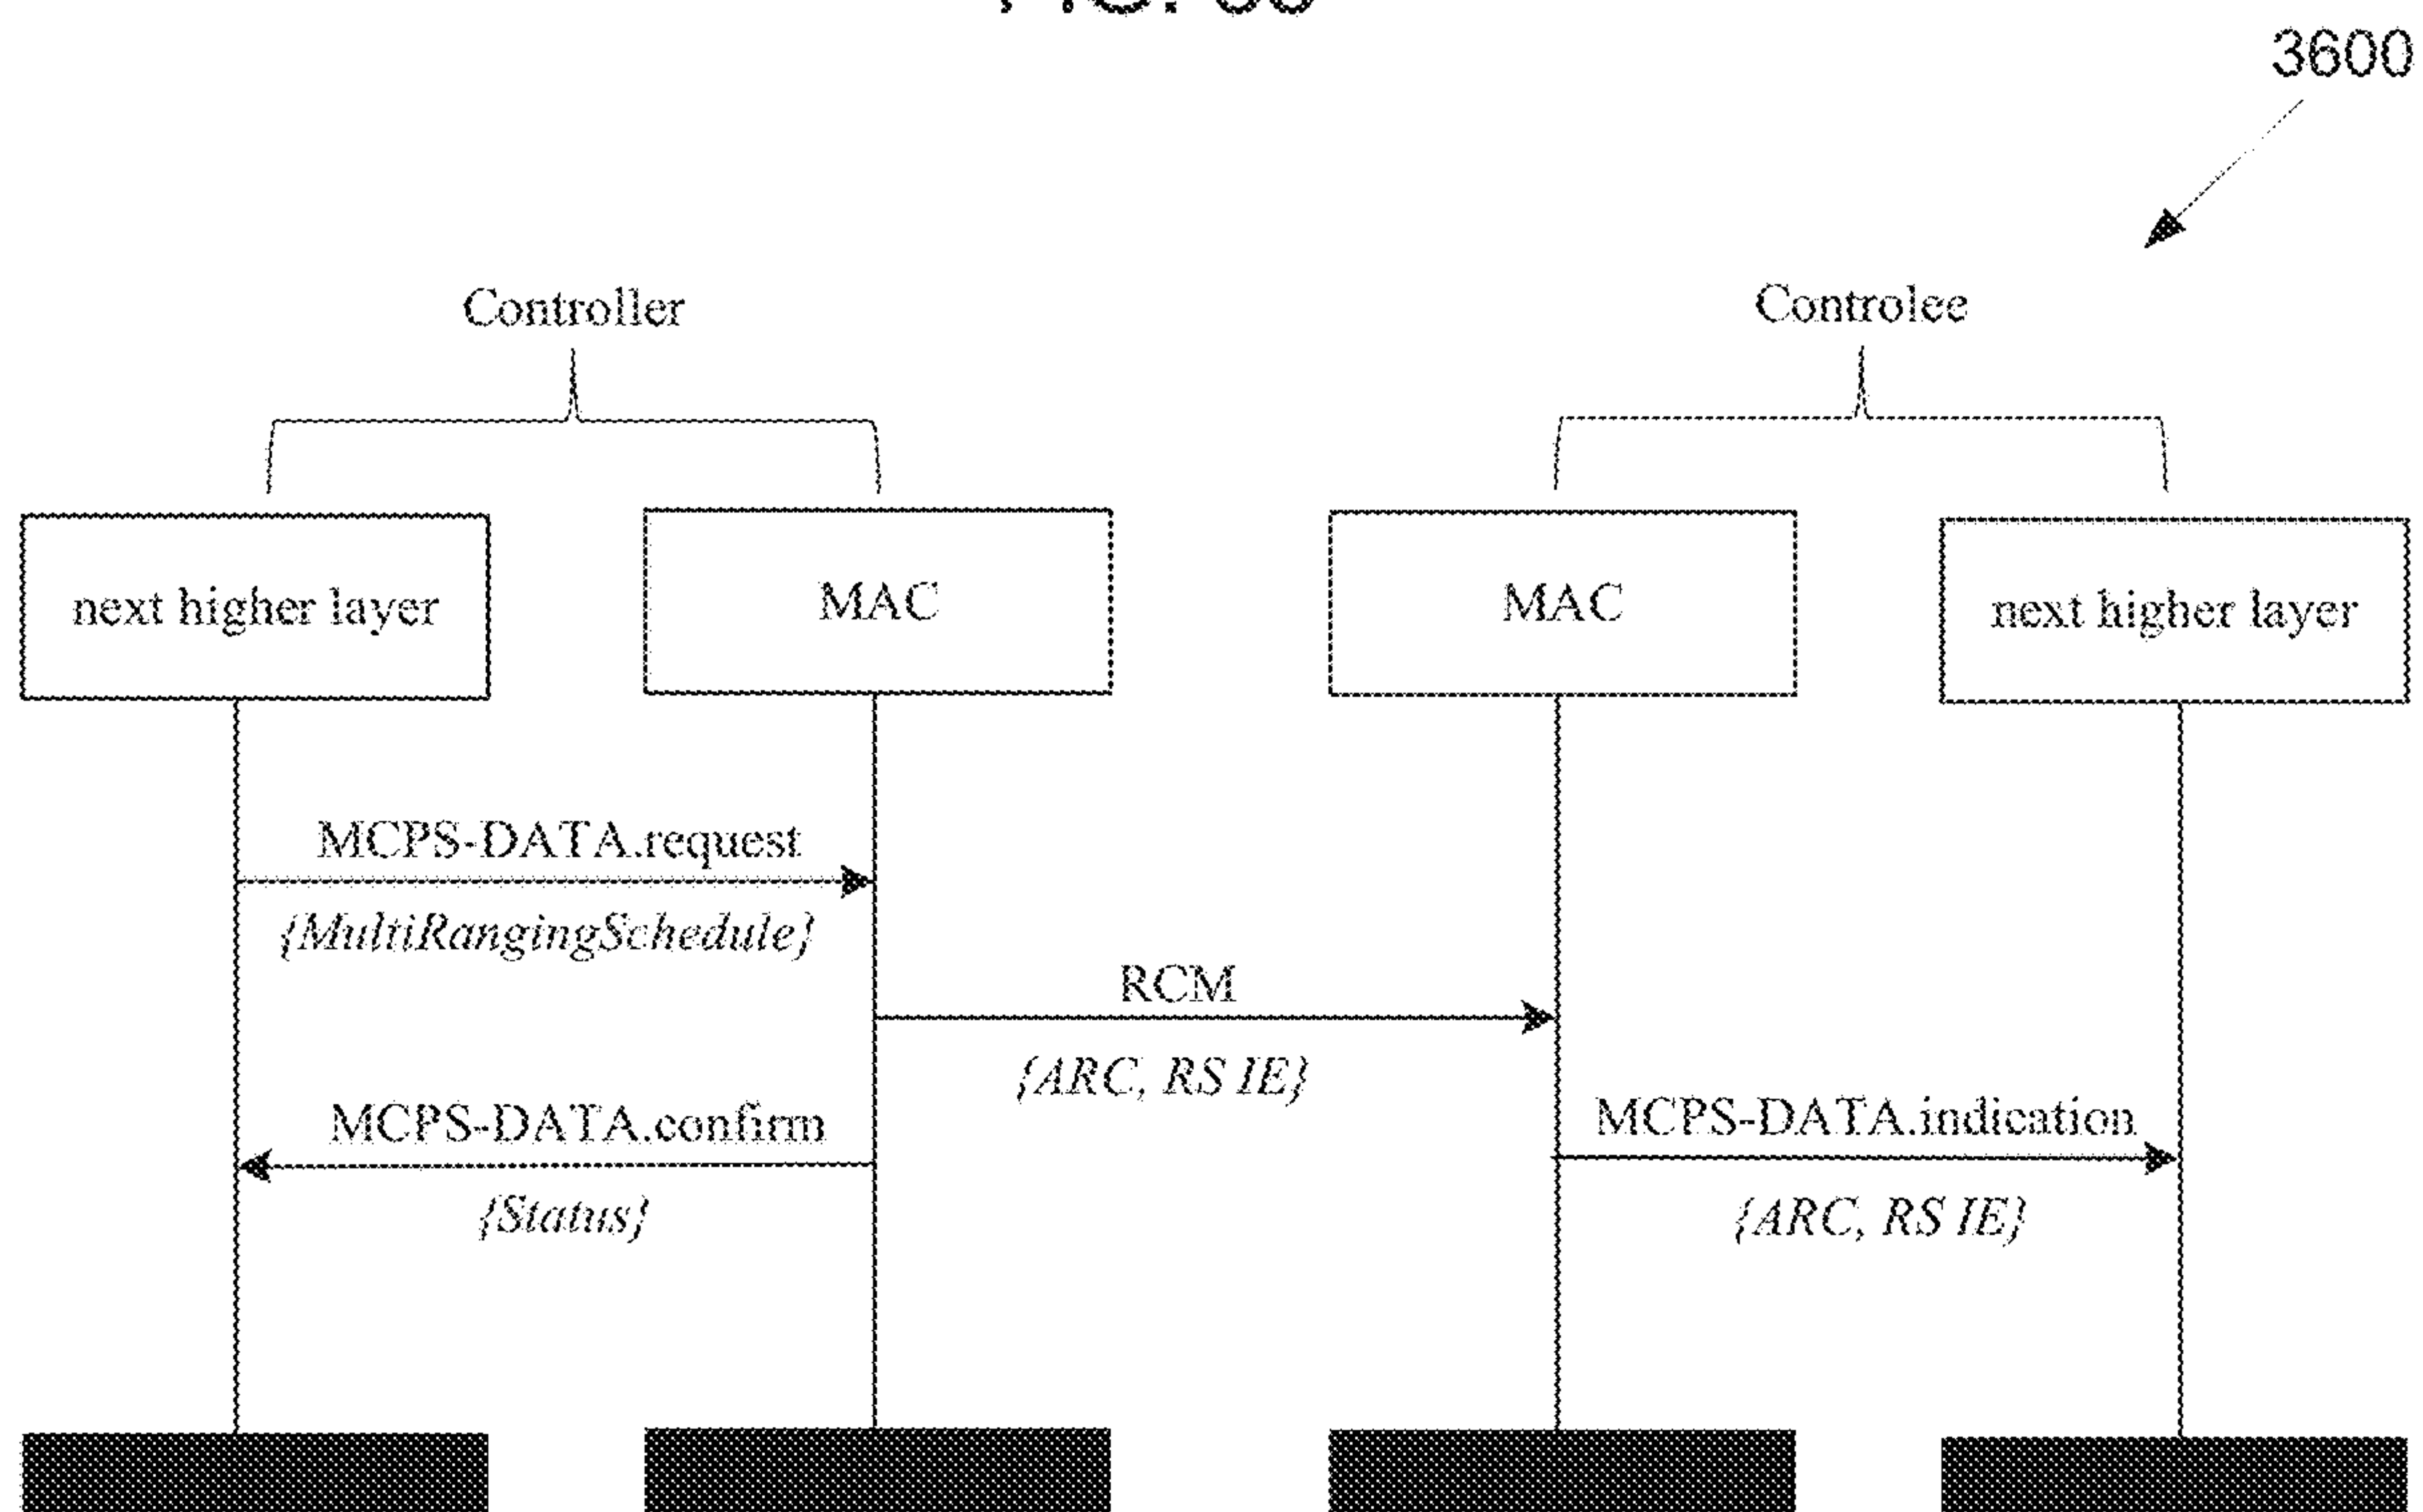 3600
Controller
Controlee
next higher layer
MAC
MAC
next higher layer
MCPS-DATA.request
{MultiRangingSchedule}
RCM
{ARC, RS IE}
MCPS-DATA.confirm
{Status}
MCPS-DATA.indication
{ARC, RS IE}